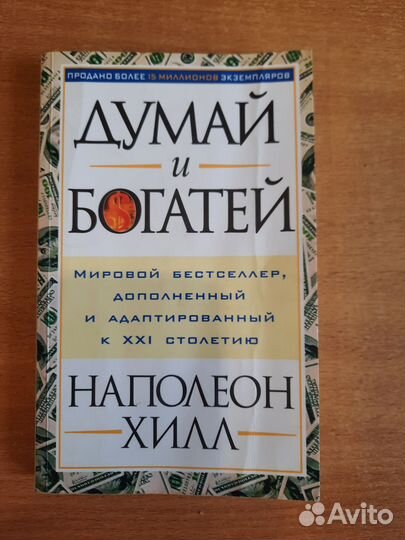 ПРОДАНО БОЛЕЕ 15 МИЛЛИОНОВ ЭКЗЕМПЛЯРОВ
ДУМАЙ
и
БОГАТЕЙ
МИРОВОЙ БЕСТСЕЛЛЕР,
ДОПОЛНЕННЫЙ
И АДАПТИРОВАННЫЙ
К XXI СТОЛЕТИЮ
НАПОЛЕОН
ХИЛЛ
Avito